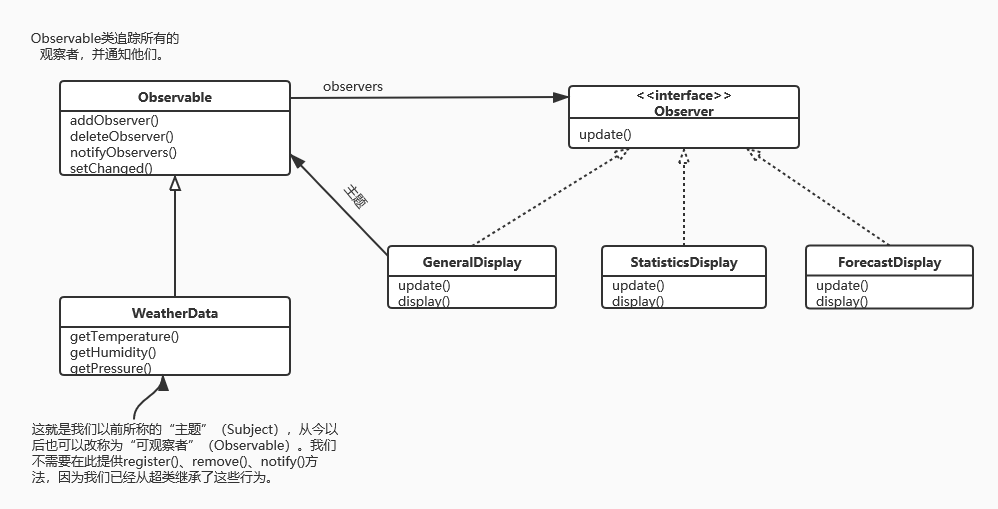 Observable类追踪所有的
观察者，并通知他们。
Observable
addObserver()
deleteObserver()
notifyObservers()
setChanged()
observers
<<interface>>
Observer
update()
主题
GeneralDisplay
update()
display()
StatisticsDisplay
update()
display()
ForecastDisplay
update()
display()
WeatherData
getTemperature()
getHumidity()
getPressure()
这就是我们以前所称的“主题”（Subject），从今以
后也可以改称为“可观察者”（Observable）。我们
不需要在此提供register()、remove()、notify()方
法，因为我们已经从超类继承了这些行为。